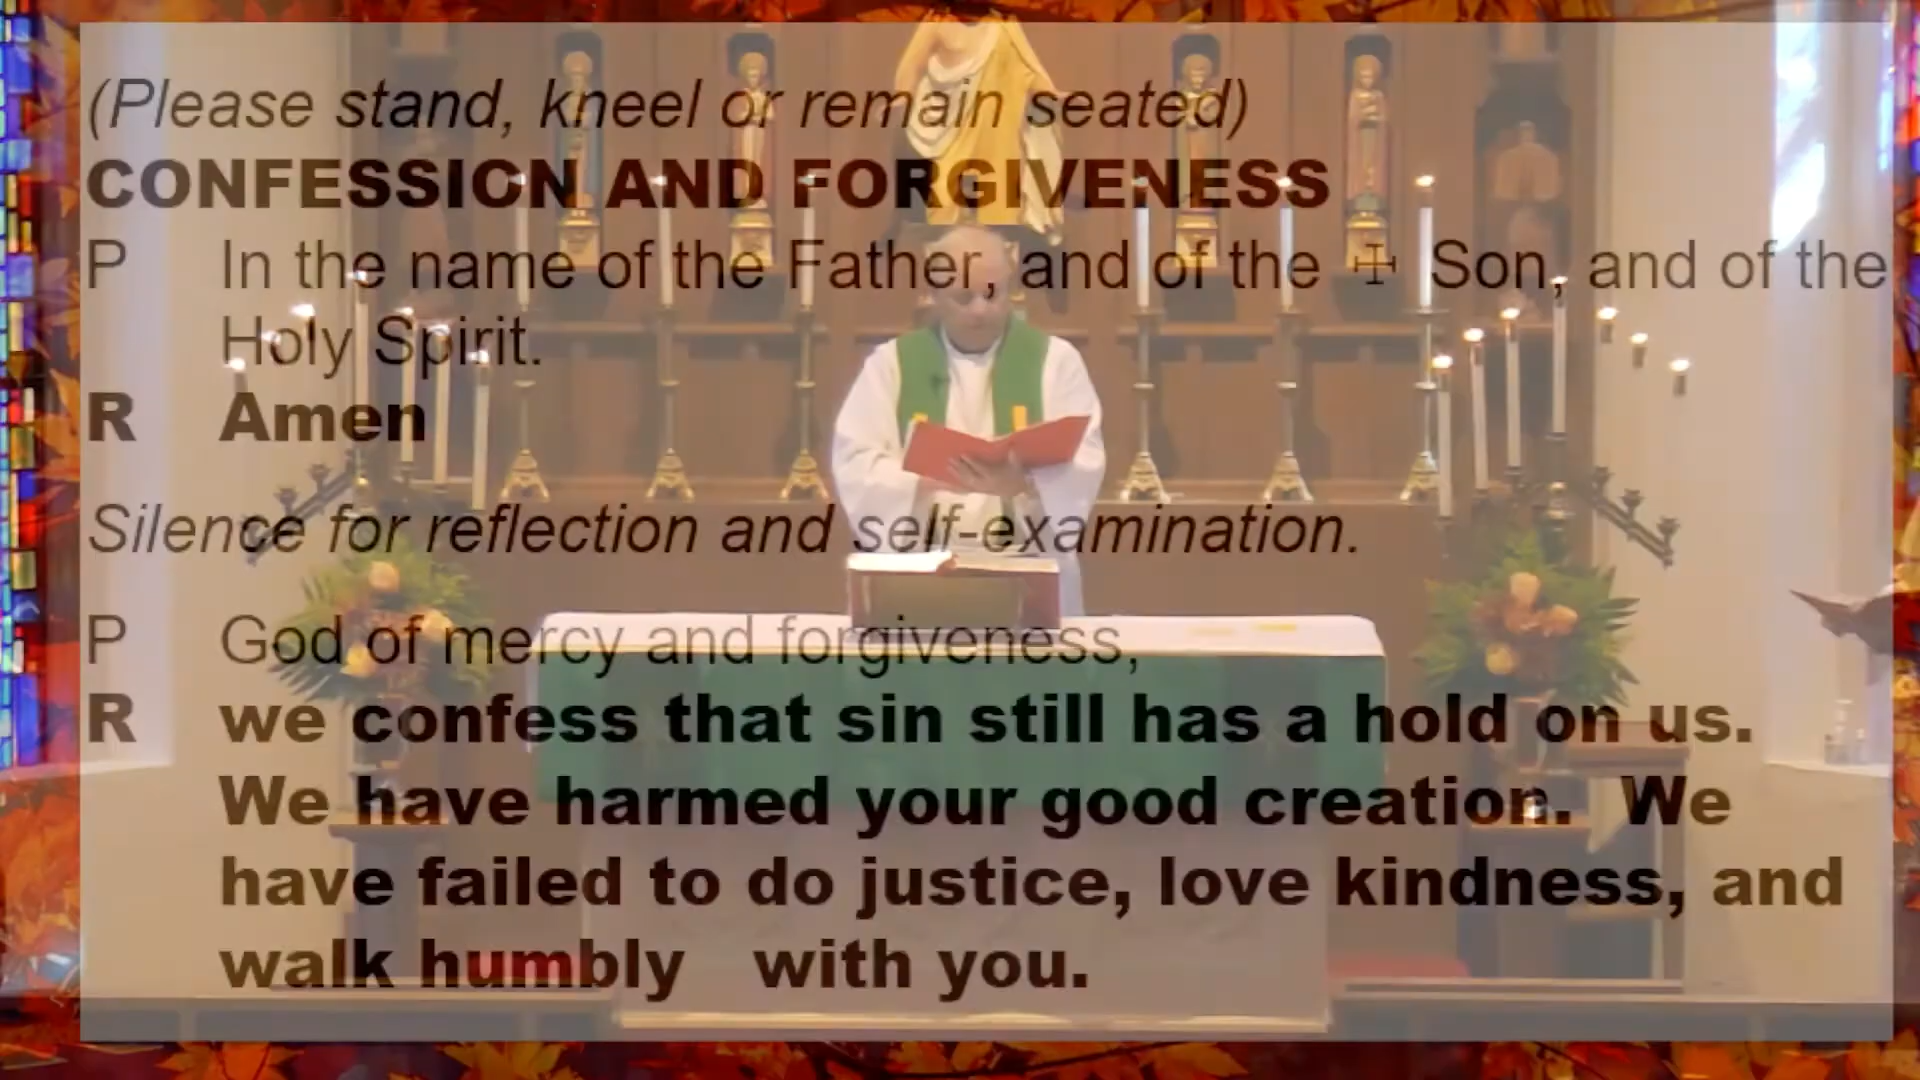 (Please stand, kneel or remain seated)
CONFESSION AND FORGIVENESS
P In the name of the Father, and of the ☩ Son, and of the
Holy Spirit.
R Amen
Silence for reflection and self-examination.
P God of mercy and forgiveness,
R we confess that sin still has a hold on us.
We have harmed your good creation. We
have failed to do justice, love kindness, and
walk humbly with you.